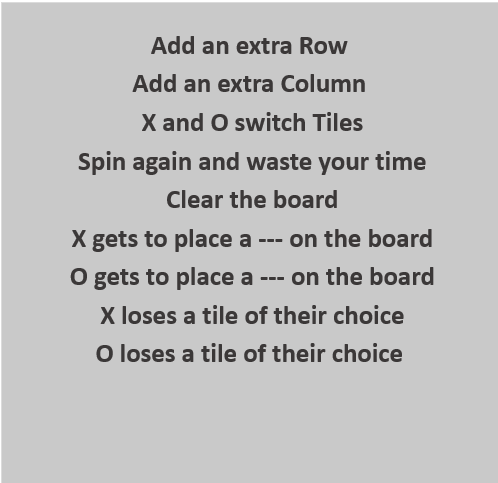 Add an extra Row
Add an extra Column
X and O switch Tiles
Spin again and waste your time
Clear the board
X gets to place a --- on the board
O gets to place a --- on the board
X loses a tile of their choice
O loses a tile of their choice